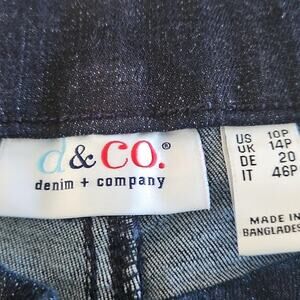 d&co.®
denim + company
US 10P
UK 14P
DE 20
IT 46P
MADE IN
BANGLADES